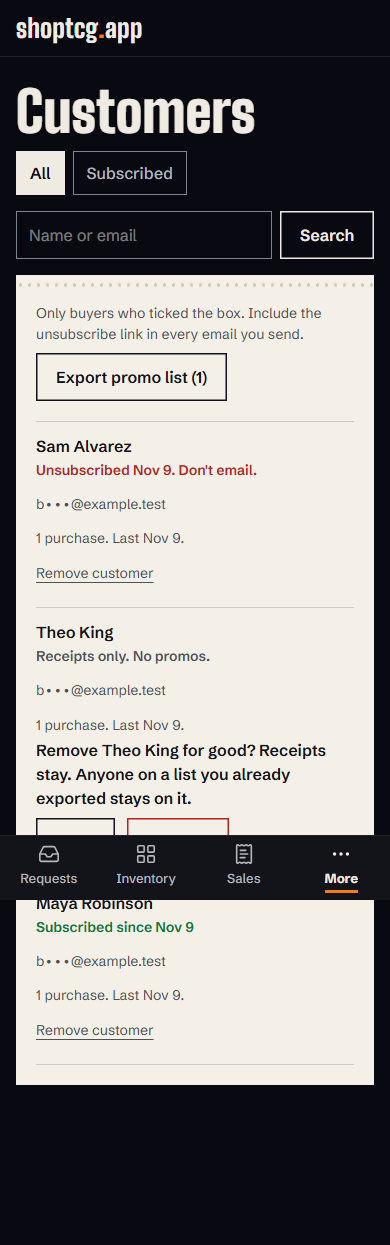 shoptcg.app
Customers
All
Subscribed
Name or email
Search
Only buyers who ticked the box. Include the
unsubscribe link in every email you send.
Export promo list (1)
Sam Alvarez
Unsubscribed Nov 9. Don't email.
b•••@example.test
1 purchase. Last Nov 9.
Remove customer
Theo King
Receipts only. No promos.
b•••@example.test
1 purchase. Last Nov 9.
Remove Theo King for good? Receipts
stay. Anyone on a list you already
exported stays on it.
Requests
Inventory
Sales
More
Maya Robinson
Subscribed since Nov 9
b•••@example.test
1 purchase. Last Nov 9.
Remove customer